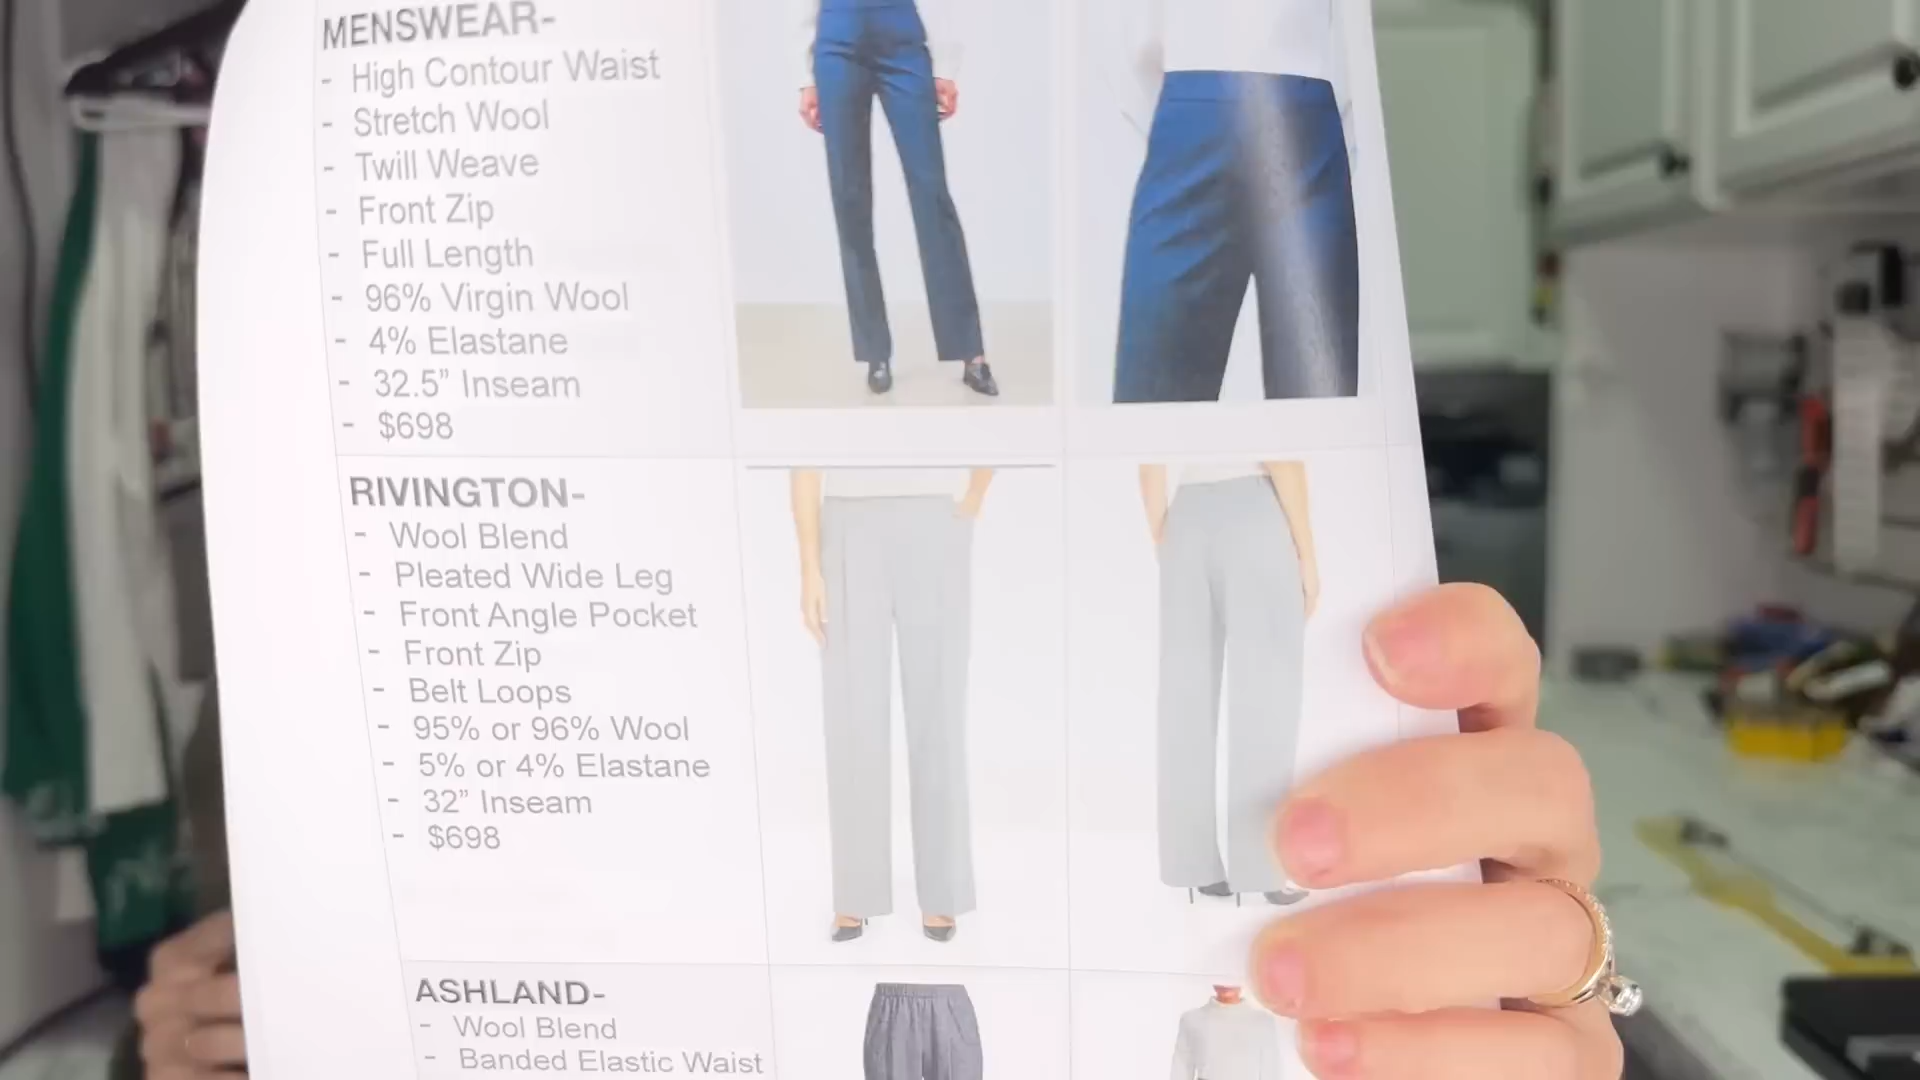 MENSWEAR-
- High Contour Waist
- Stretch Wool
- Twill Weave
- Front Zip
- Full Length
- 96% Virgin Wool
- 4% Elastane
- 32.5” Inseam
- $698
RIVINGTON-
- Wool Blend
- Pleated Wide Leg
- Front Angle Pocket
- Front Zip
- Belt Loops
- 95% or 96% Wool
- 5% or 4% Elastane
- 32” Inseam
- $698
ASHLAND-
- Wool Blend
- Banded Elastic Waist